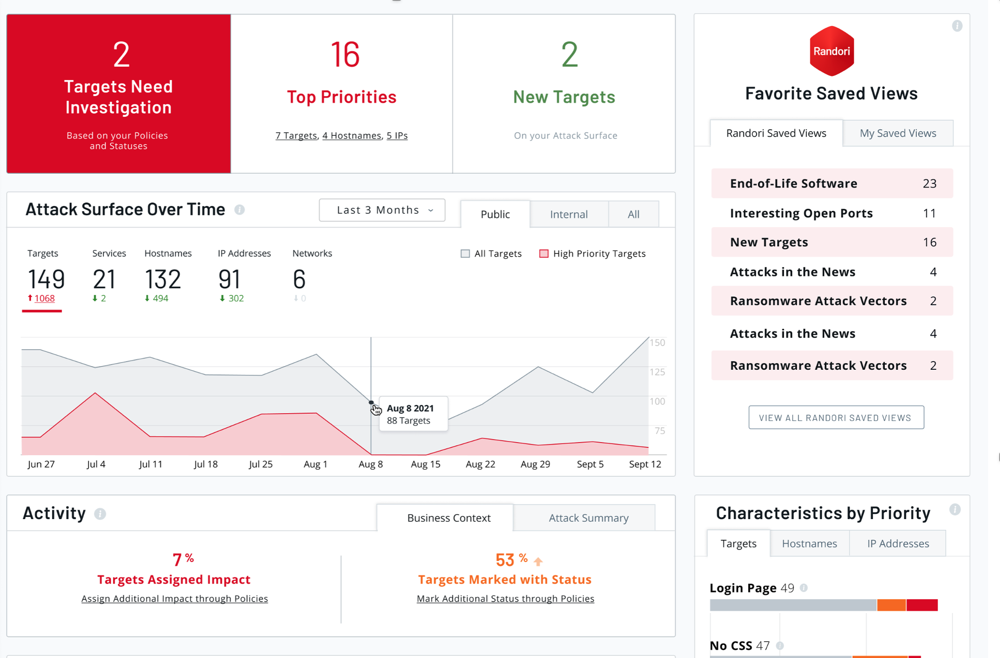 2
Targets Need
Investigation
Based on your Policies
and Statuses
16
Top Priorities
7 Targets, 4 Hostnames, 5 IPs
2
New Targets
On your Attack Surface
Randori
Favorite Saved Views
Randori Saved Views
My Saved Views
End-of-Life Software 23
Interesting Open Ports 11
New Targets 16
Attacks in the News 4
Ransomware Attack Vectors 2
Attacks in the News 4
Ransomware Attack Vectors 2
VIEW ALL RANDORI SAVED VIEWS
Attack Surface Over Time
Last 3 Months
Public
Internal
All
Targets
149
1068
Services
21
2
Hostnames
132
494
IP Addresses
91
302
Networks
6
0
All Targets
High Priority Targets
150
125
100
75
Aug 8 2021
88 Targets
Jun 27 Jul 4 Jul 11 Jul 18 Jul 25 Aug 1 Aug 8 Aug 15 Aug 22 Aug 29 Sept 5 Sept 12
Activity
Business Context
Attack Summary
7 %
Targets Assigned Impact
Assign Additional Impact through Policies
53 %
Targets Marked with Status
Mark Additional Status through Policies
Characteristics by Priority
Targets
Hostnames
IP Addresses
Login Page 49
No CSS 47